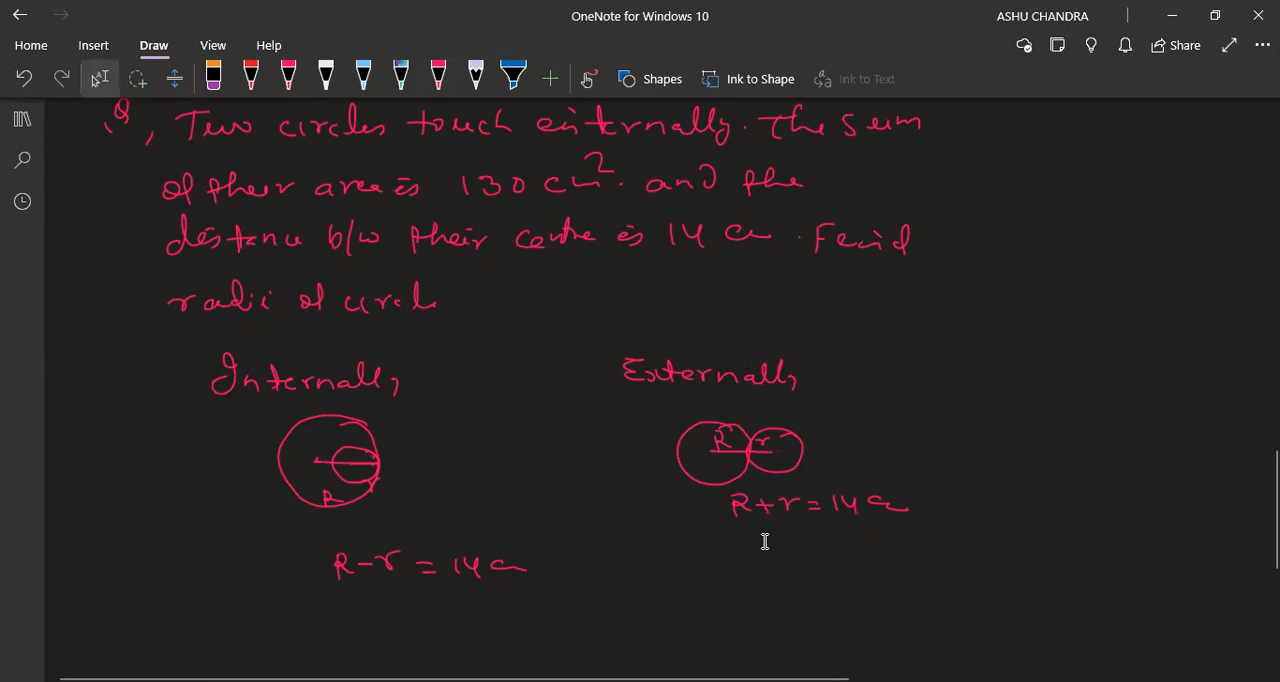 OneNote for Windows 10
ASHU CHANDRA
Home Insert Draw View Help
Share
Shapes
Ink to Shape
Ink to Text
Q, Two circles touch internally. The sum
of their area is 130 cm². and the
distance b/w their centre is 14 cm. Find
radii of circle
Internally
Externally
R r
R
R+r = 14 cm
R-r = 14 cm